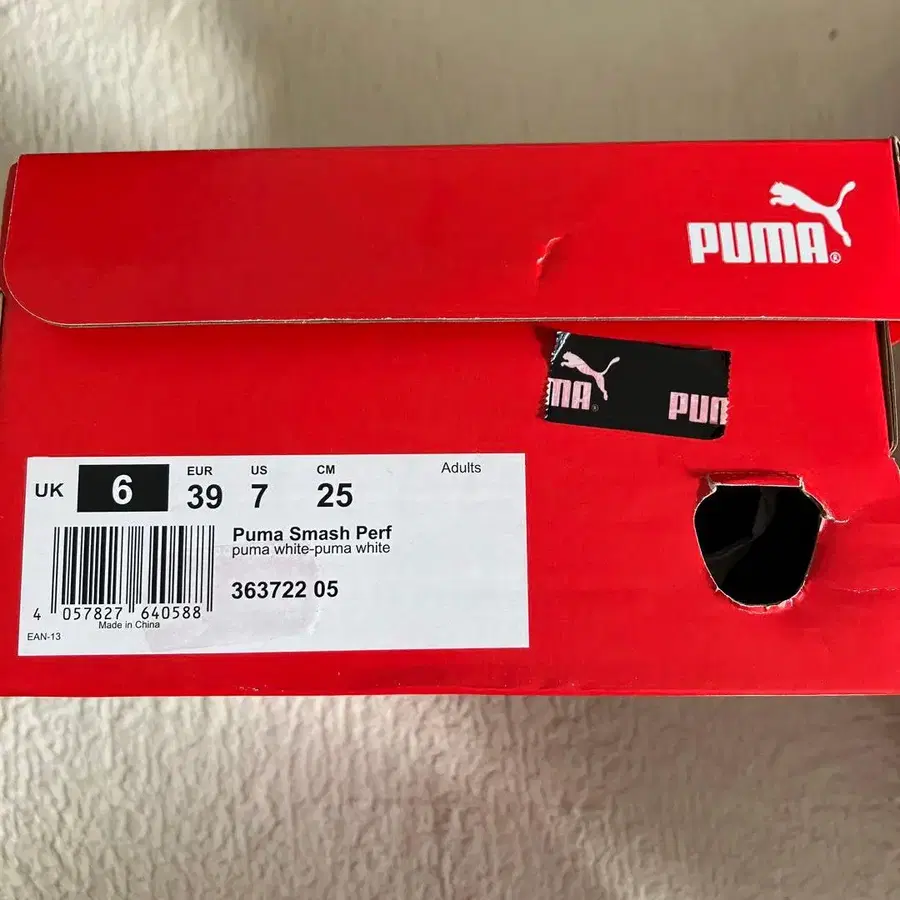 PUMA®
MA® PUM
UK 6 EUR 39 US 7 CM 25 Adults
Puma Smash Perf
puma white-puma white
363722 05
4 057827 640588
Made in China
EAN-13